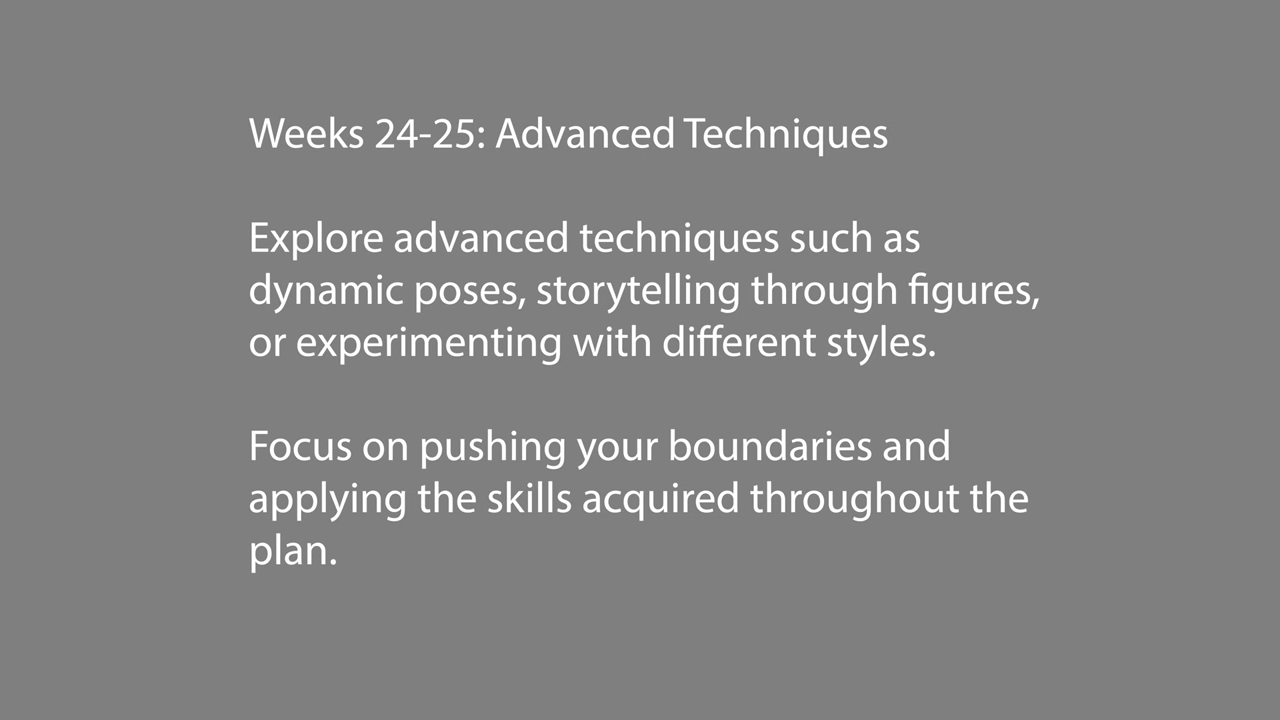 Weeks 24-25: Advanced Techniques
Explore advanced techniques such as
dynamic poses, storytelling through figures,
or experimenting with different styles.
Focus on pushing your boundaries and
applying the skills acquired throughout the
plan.